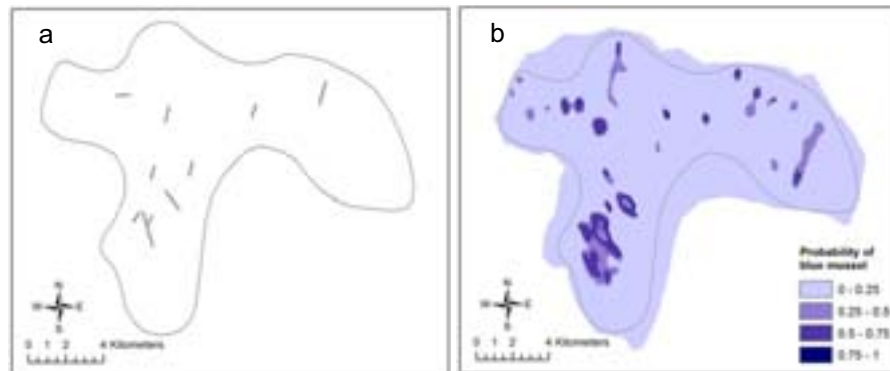 a
N
W E
S
0 1 2 4 Kilometers
b
N
W E
S
0 1 2 4 Kilometers
Probability of
blue mussel
0 - 0.25
0.25 - 0.5
0.5 - 0.75
0.75 - 1